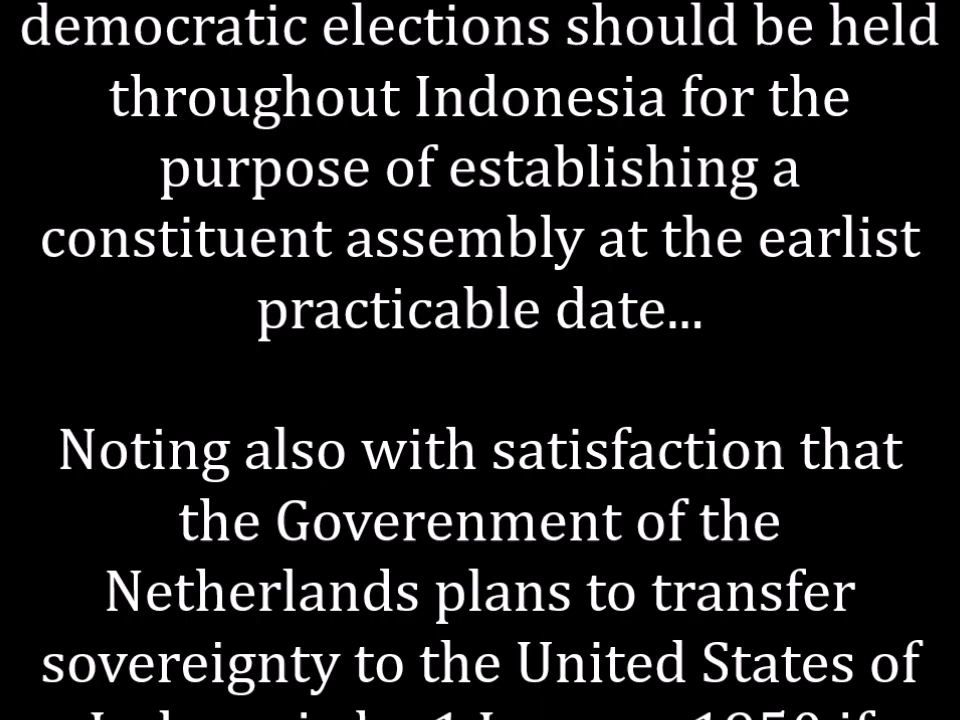 democratic elections should be held
throughout Indonesia for the
purpose of establishing a
constituent assembly at the earlist
practicable date...
Noting also with satisfaction that
the Goverenment of the
Netherlands plans to transfer
sovereignty to the United States of